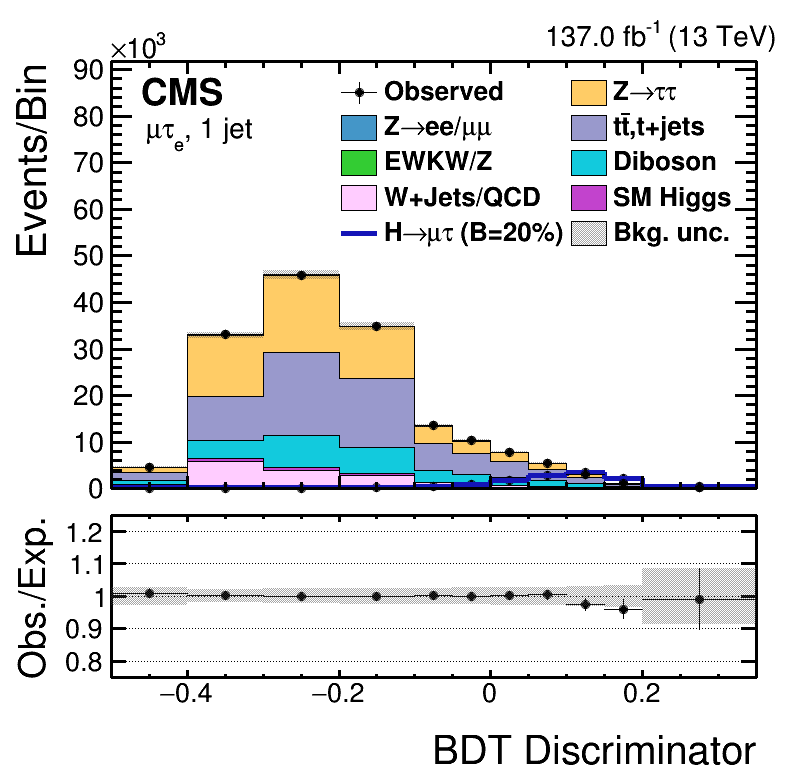 137.0 fb⁻¹ (13 TeV)
×10³
Events/Bin
90
80
70
60
50
40
30
20
10
0
CMS
μτₑ, 1 jet
Observed
Z→ττ
Z→ee/μμ
tt̅,t+jets
EWKW/Z
Diboson
W+Jets/QCD
SM Higgs
H→μτ (B=20%)
Bkg. unc.
Obs./Exp.
1.2
1.1
1
0.9
0.8
−0.4 −0.2 0 0.2
BDT Discriminator